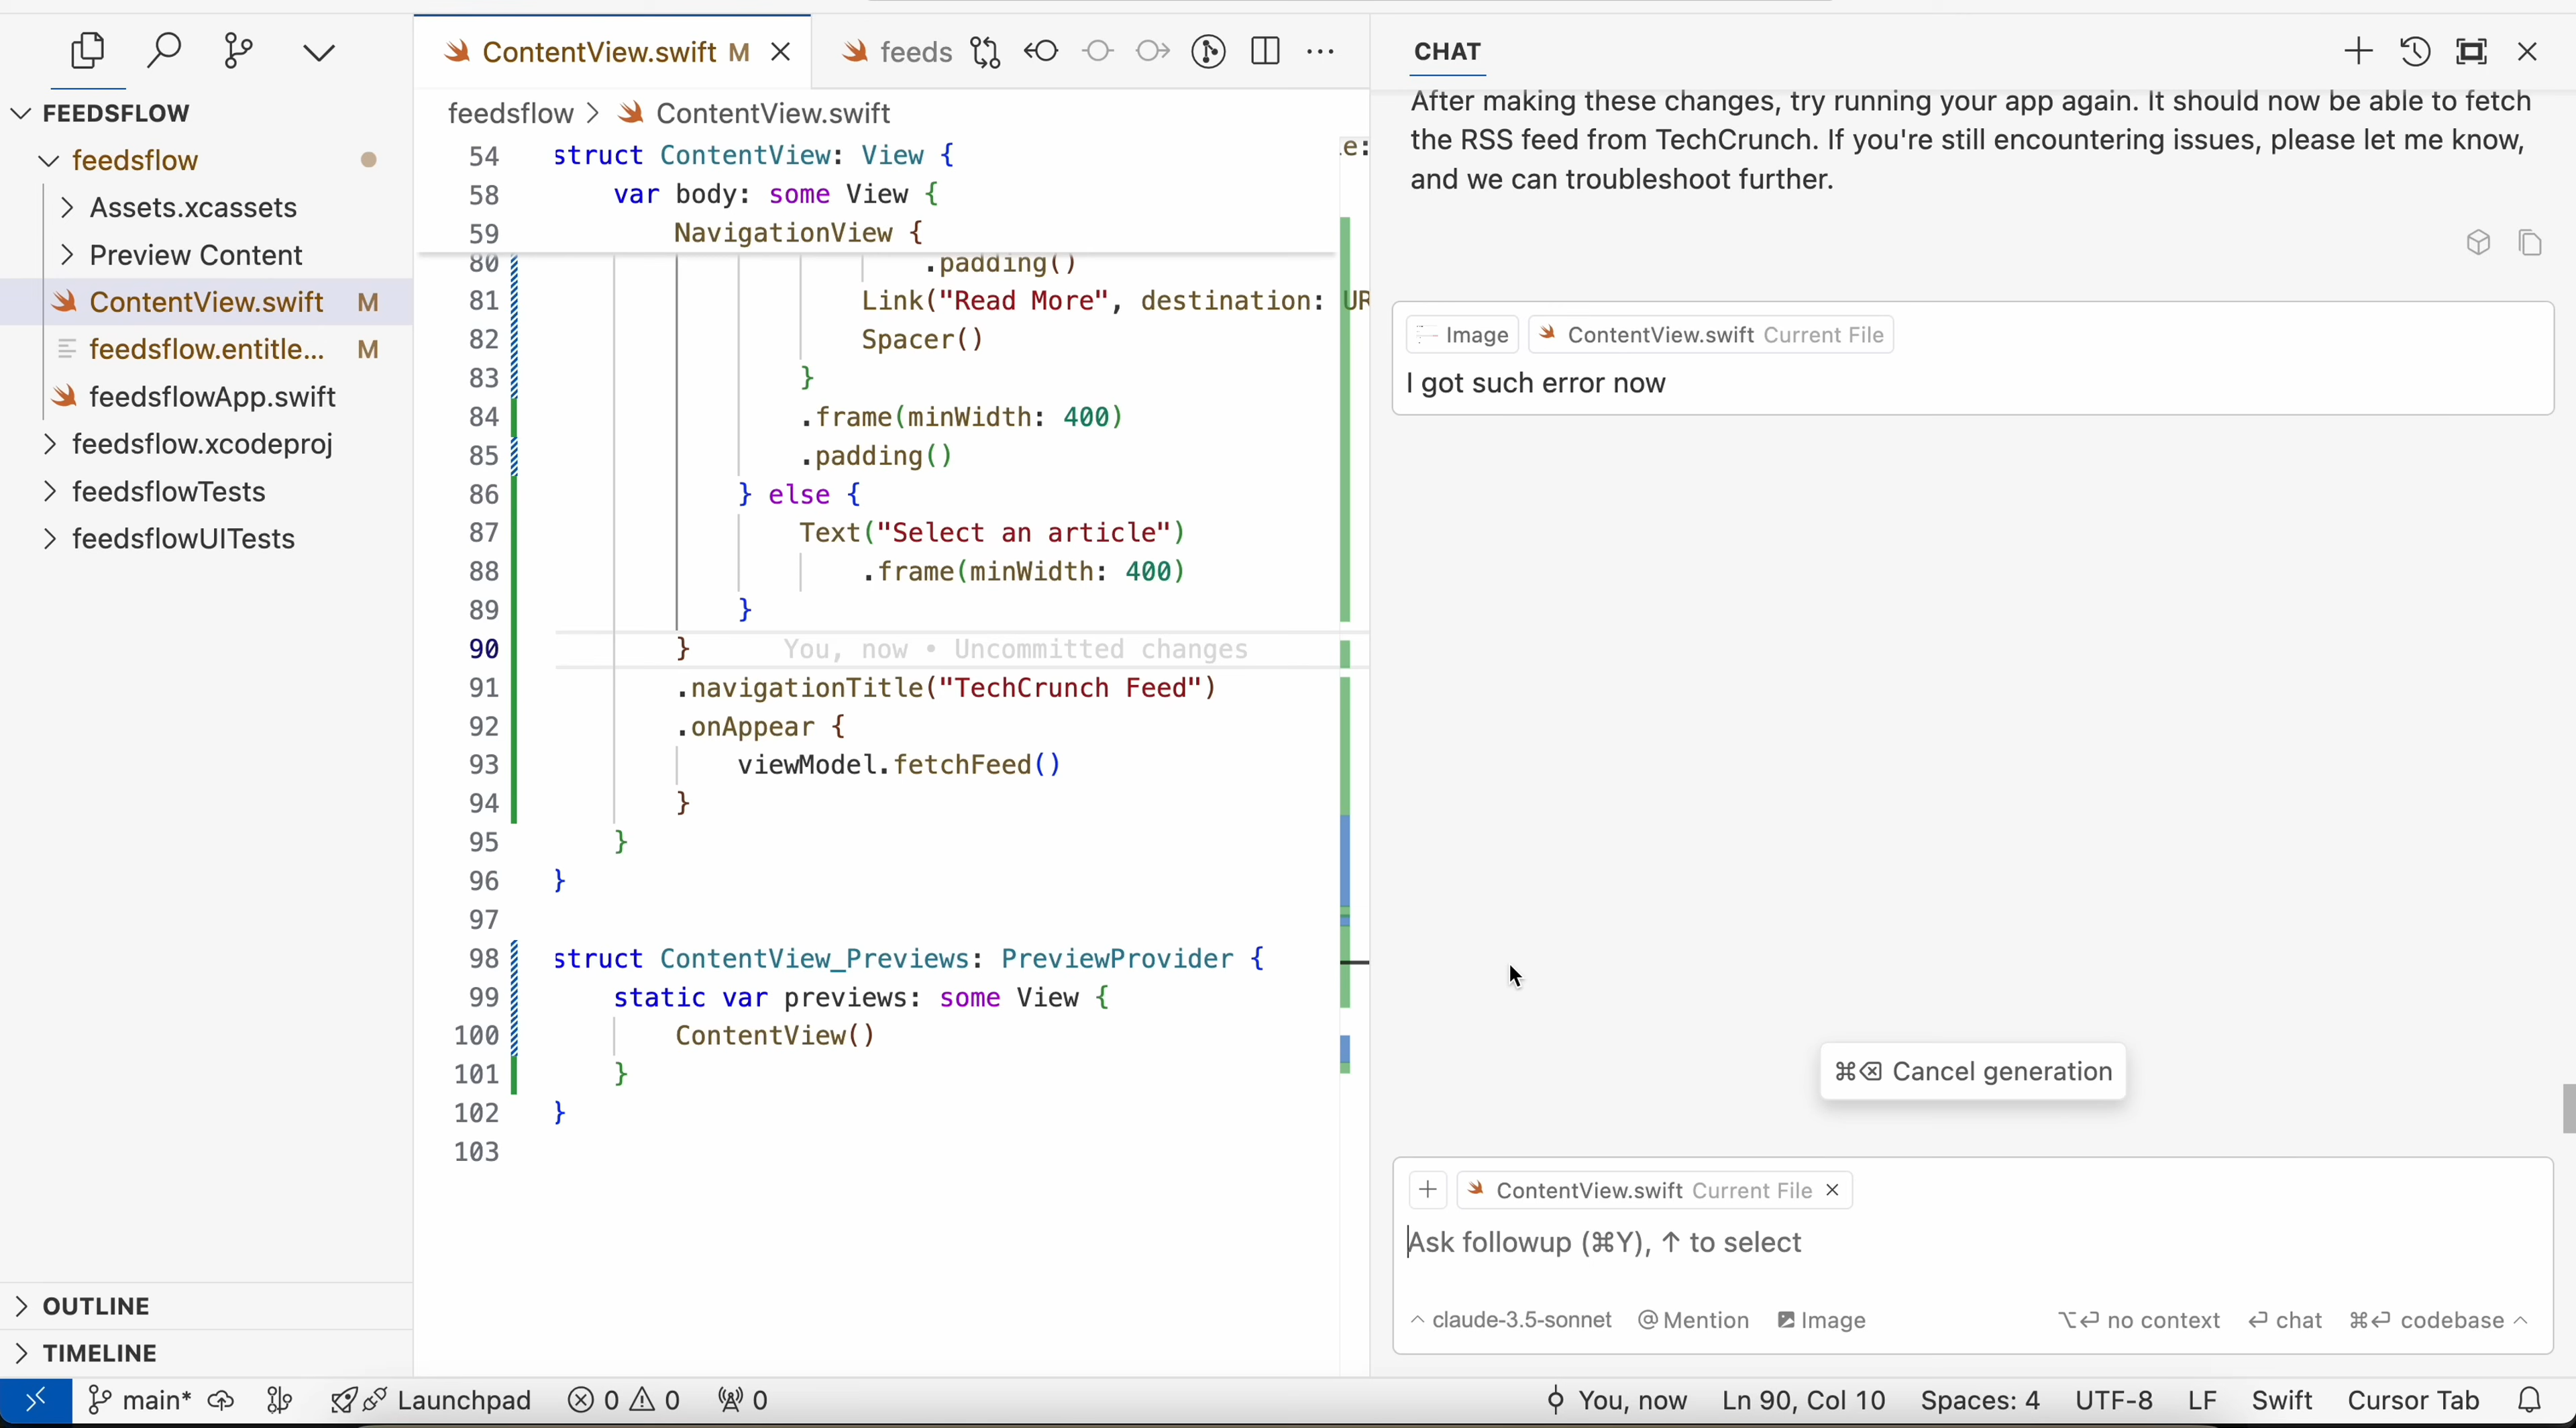 FEEDSFLOW
feedsflow
Assets.xcassets
Preview Content
ContentView.swift M
feedsflow.entitle... M
feedsflowApp.swift
feedsflow.xcodeproj
feedsflowTests
feedsflowUITests
OUTLINE
TIMELINE
ContentView.swift M
feeds
feedsflow > ContentView.swift
54 struct ContentView: View {
58 var body: some View {
59 NavigationView {
e:
80 .padding()
81 Link("Read More", destination: UR
82 Spacer()
83 }
84 .frame(minWidth: 400)
85 .padding()
86 } else {
87 Text("Select an article")
88 .frame(minWidth: 400)
89 }
90 } You, now • Uncommitted changes
91 .navigationTitle("TechCrunch Feed")
92 .onAppear {
93 viewModel.fetchFeed()
94 }
95 }
96 }
97
98 struct ContentView_Previews: PreviewProvider {
99 static var previews: some View {
100 ContentView()
101 }
102 }
103
CHAT
After making these changes, try running your app again. It should now be able to fetch
the RSS feed from TechCrunch. If you're still encountering issues, please let me know,
and we can troubleshoot further.
Image ContentView.swift Current File
I got such error now
⌘⌫ Cancel generation
+ ContentView.swift Current File ×
Ask followup (⌘Y), ↑ to select
^ claude-3.5-sonnet @ Mention Image ⌥⏎ no context ⏎ chat ⌘⏎ codebase ^
main* Launchpad 0 0 0 You, now Ln 90, Col 10 Spaces: 4 UTF-8 LF Swift Cursor Tab